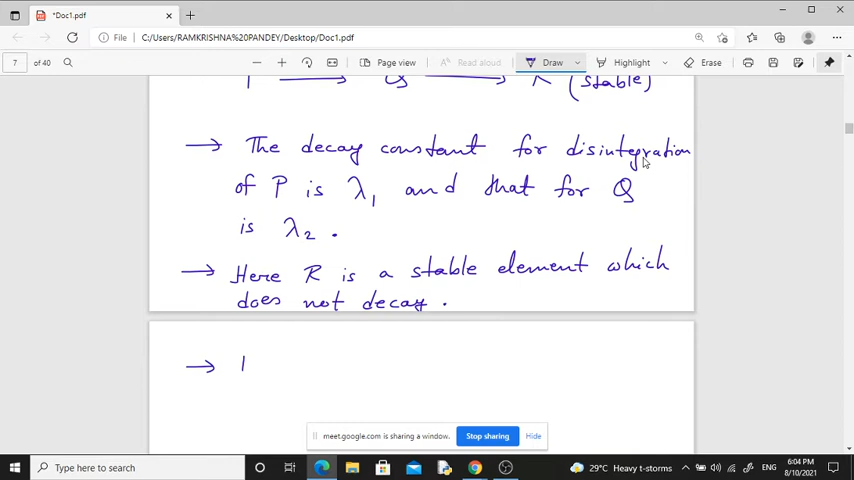 *Doc1.pdf
File C:/Users/RAMKRISHNA%20PANDEY/Desktop/Doc1.pdf
7 of 40 Page view Read aloud Draw Highlight Erase
(stable)
→ The decay constant for disintegration
of P is λ₁ and that for Q
is λ₂ .
→ Here R is a stable element which
does not decay .
→
meet.google.com is sharing a window. Stop sharing Hide
Type here to search 29°C Heavy t-storms ENG 6:04 PM
8/10/2021